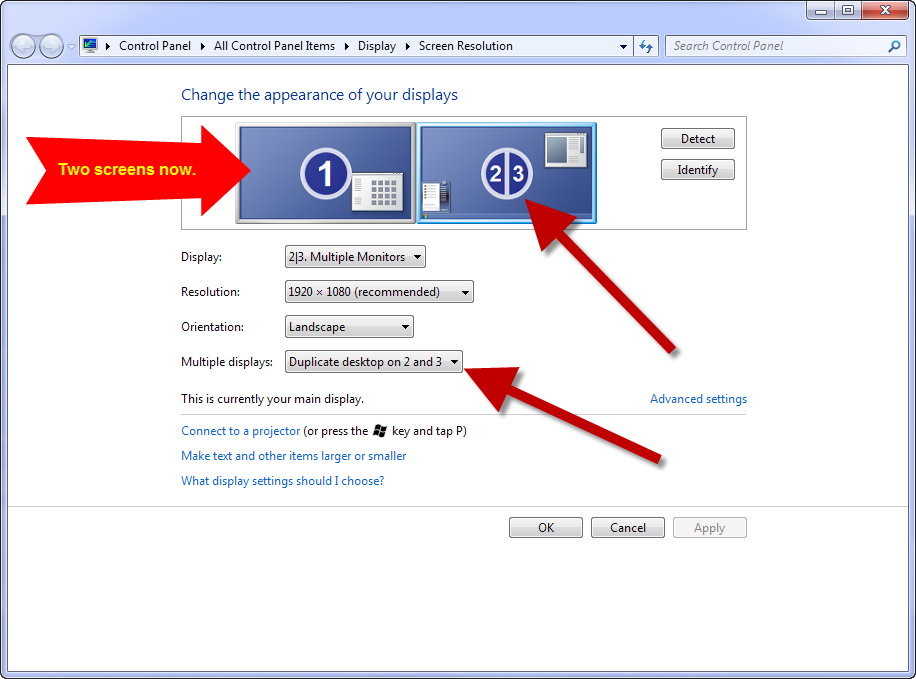 Control Panel All Control Panel Items Display Screen Resolution Search Control Panel
Change the appearance of your displays
Two screens now.
1
2 3
Detect
Identify
Display: 2|3. Multiple Monitors
Resolution: 1920 × 1080 (recommended)
Orientation: Landscape
Multiple displays: Duplicate desktop on 2 and 3
This is currently your main display. Advanced settings
Connect to a projector (or press the key and tap P)
Make text and other items larger or smaller
What display settings should I choose?
OK Cancel Apply